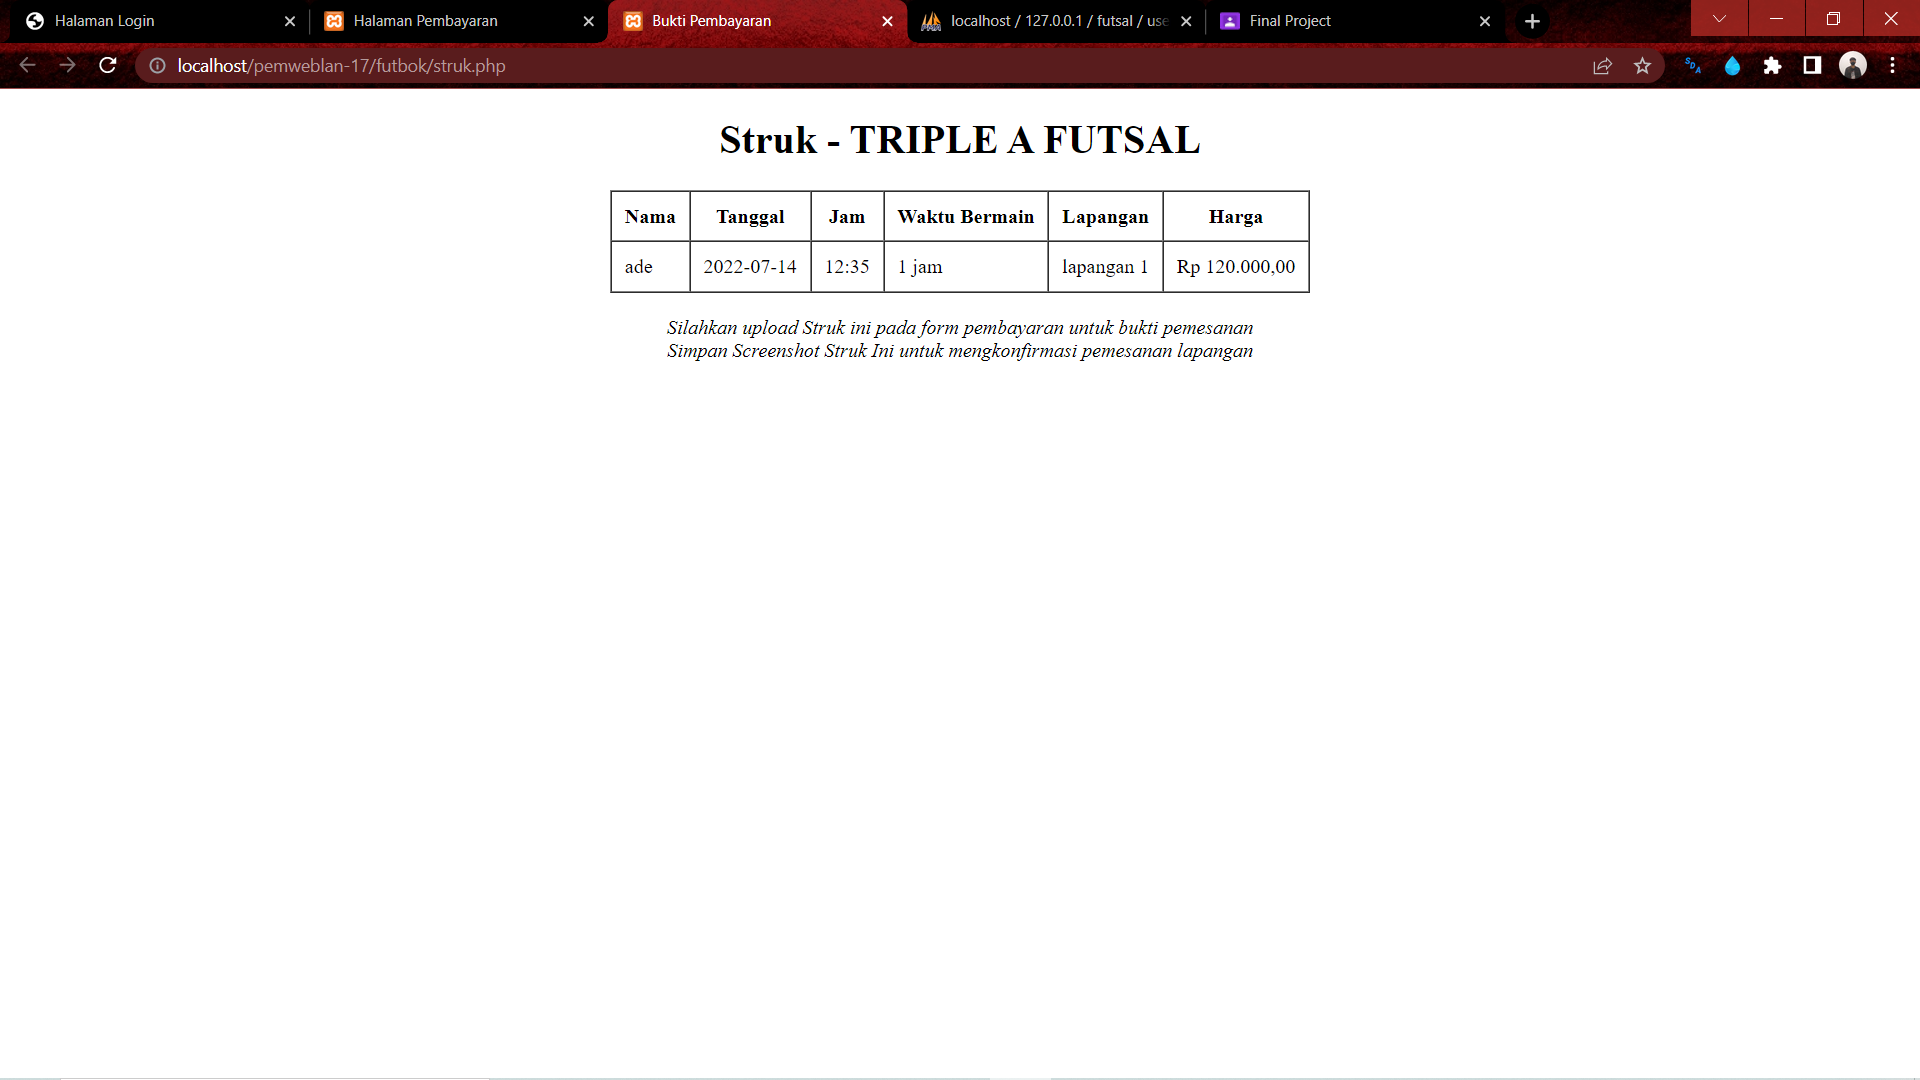 Halaman Login
Halaman Pembayaran
Bukti Pembayaran
localhost / 127.0.0.1 / futsal / use
Final Project
localhost/pemweblan-17/futbok/struk.php
Struk - TRIPLE A FUTSAL
Nama Tanggal Jam Waktu Bermain Lapangan Harga
ade 2022-07-14 12:35 1 jam lapangan 1 Rp 120.000,00
Silahkan upload Struk ini pada form pembayaran untuk bukti pemesanan
Simpan Screenshot Struk Ini untuk mengkonfirmasi pemesanan lapangan